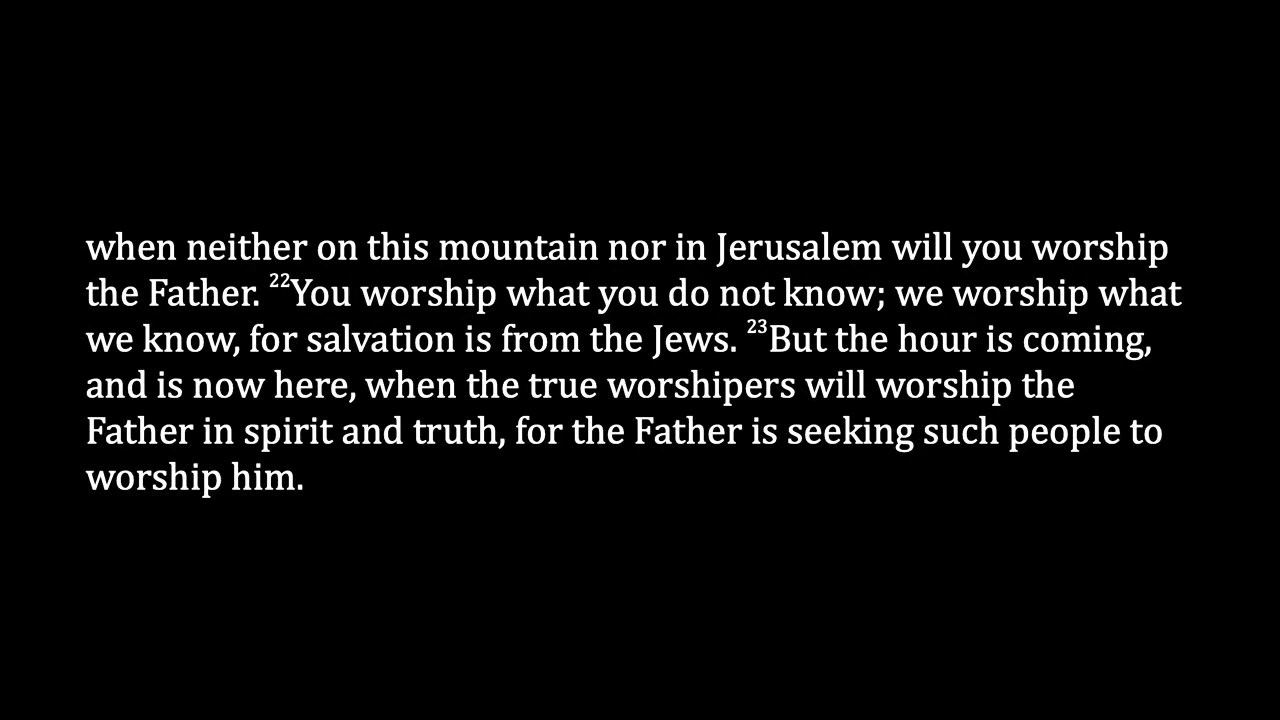 when neither on this mountain nor in Jerusalem will you worship
the Father. ²²You worship what you do not know; we worship what
we know, for salvation is from the Jews. ²³But the hour is coming,
and is now here, when the true worshipers will worship the
Father in spirit and truth, for the Father is seeking such people to
worship him.